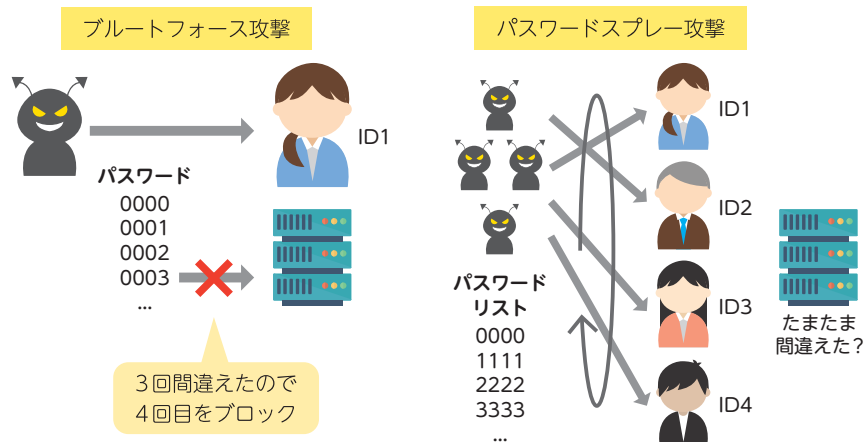 ブルートフォース攻撃
ID1
パスワード
0000
0001
0002
0003
...
3回間違えたので
4回目をブロック
パスワードスプレー攻撃
ID1
ID2
ID3
ID4
パスワード
リスト
0000
1111
2222
3333
...
たまたま
間違えた？